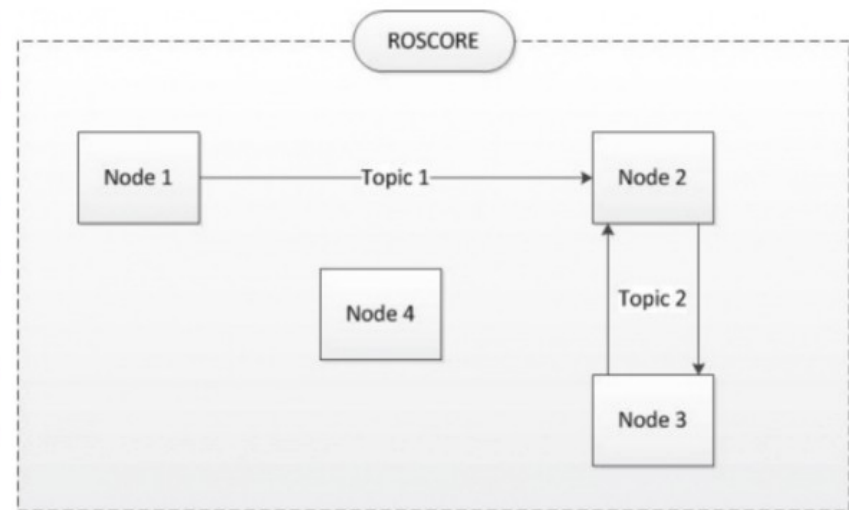 ROSCORE
Node 1
Topic 1
Node 2
Node 4
Topic 2
Node 3